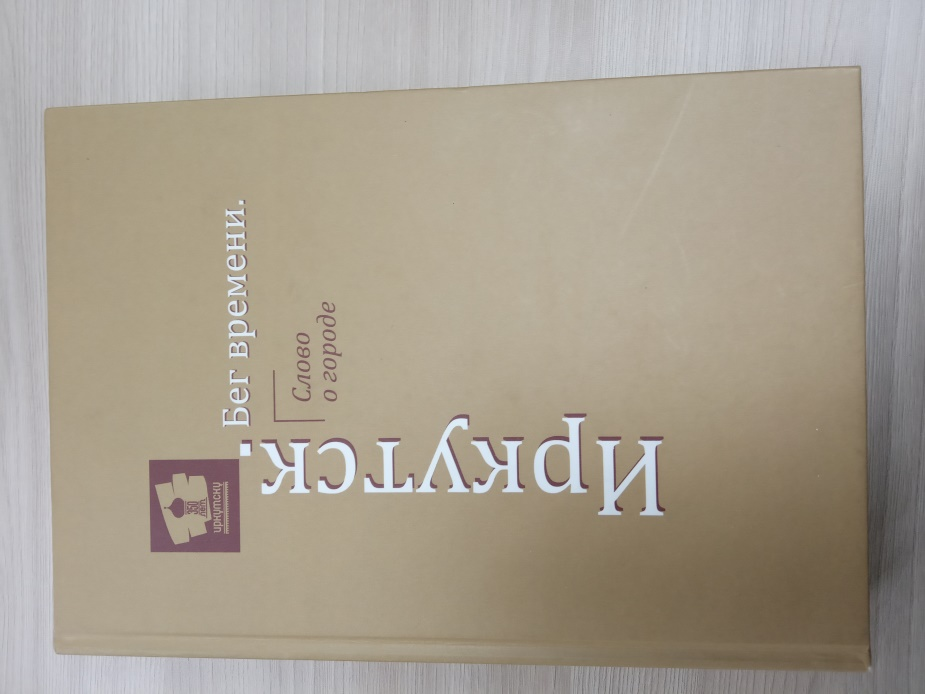 350
лет
иркутску
Иркутск.
Бег времени.
Слово
о городе